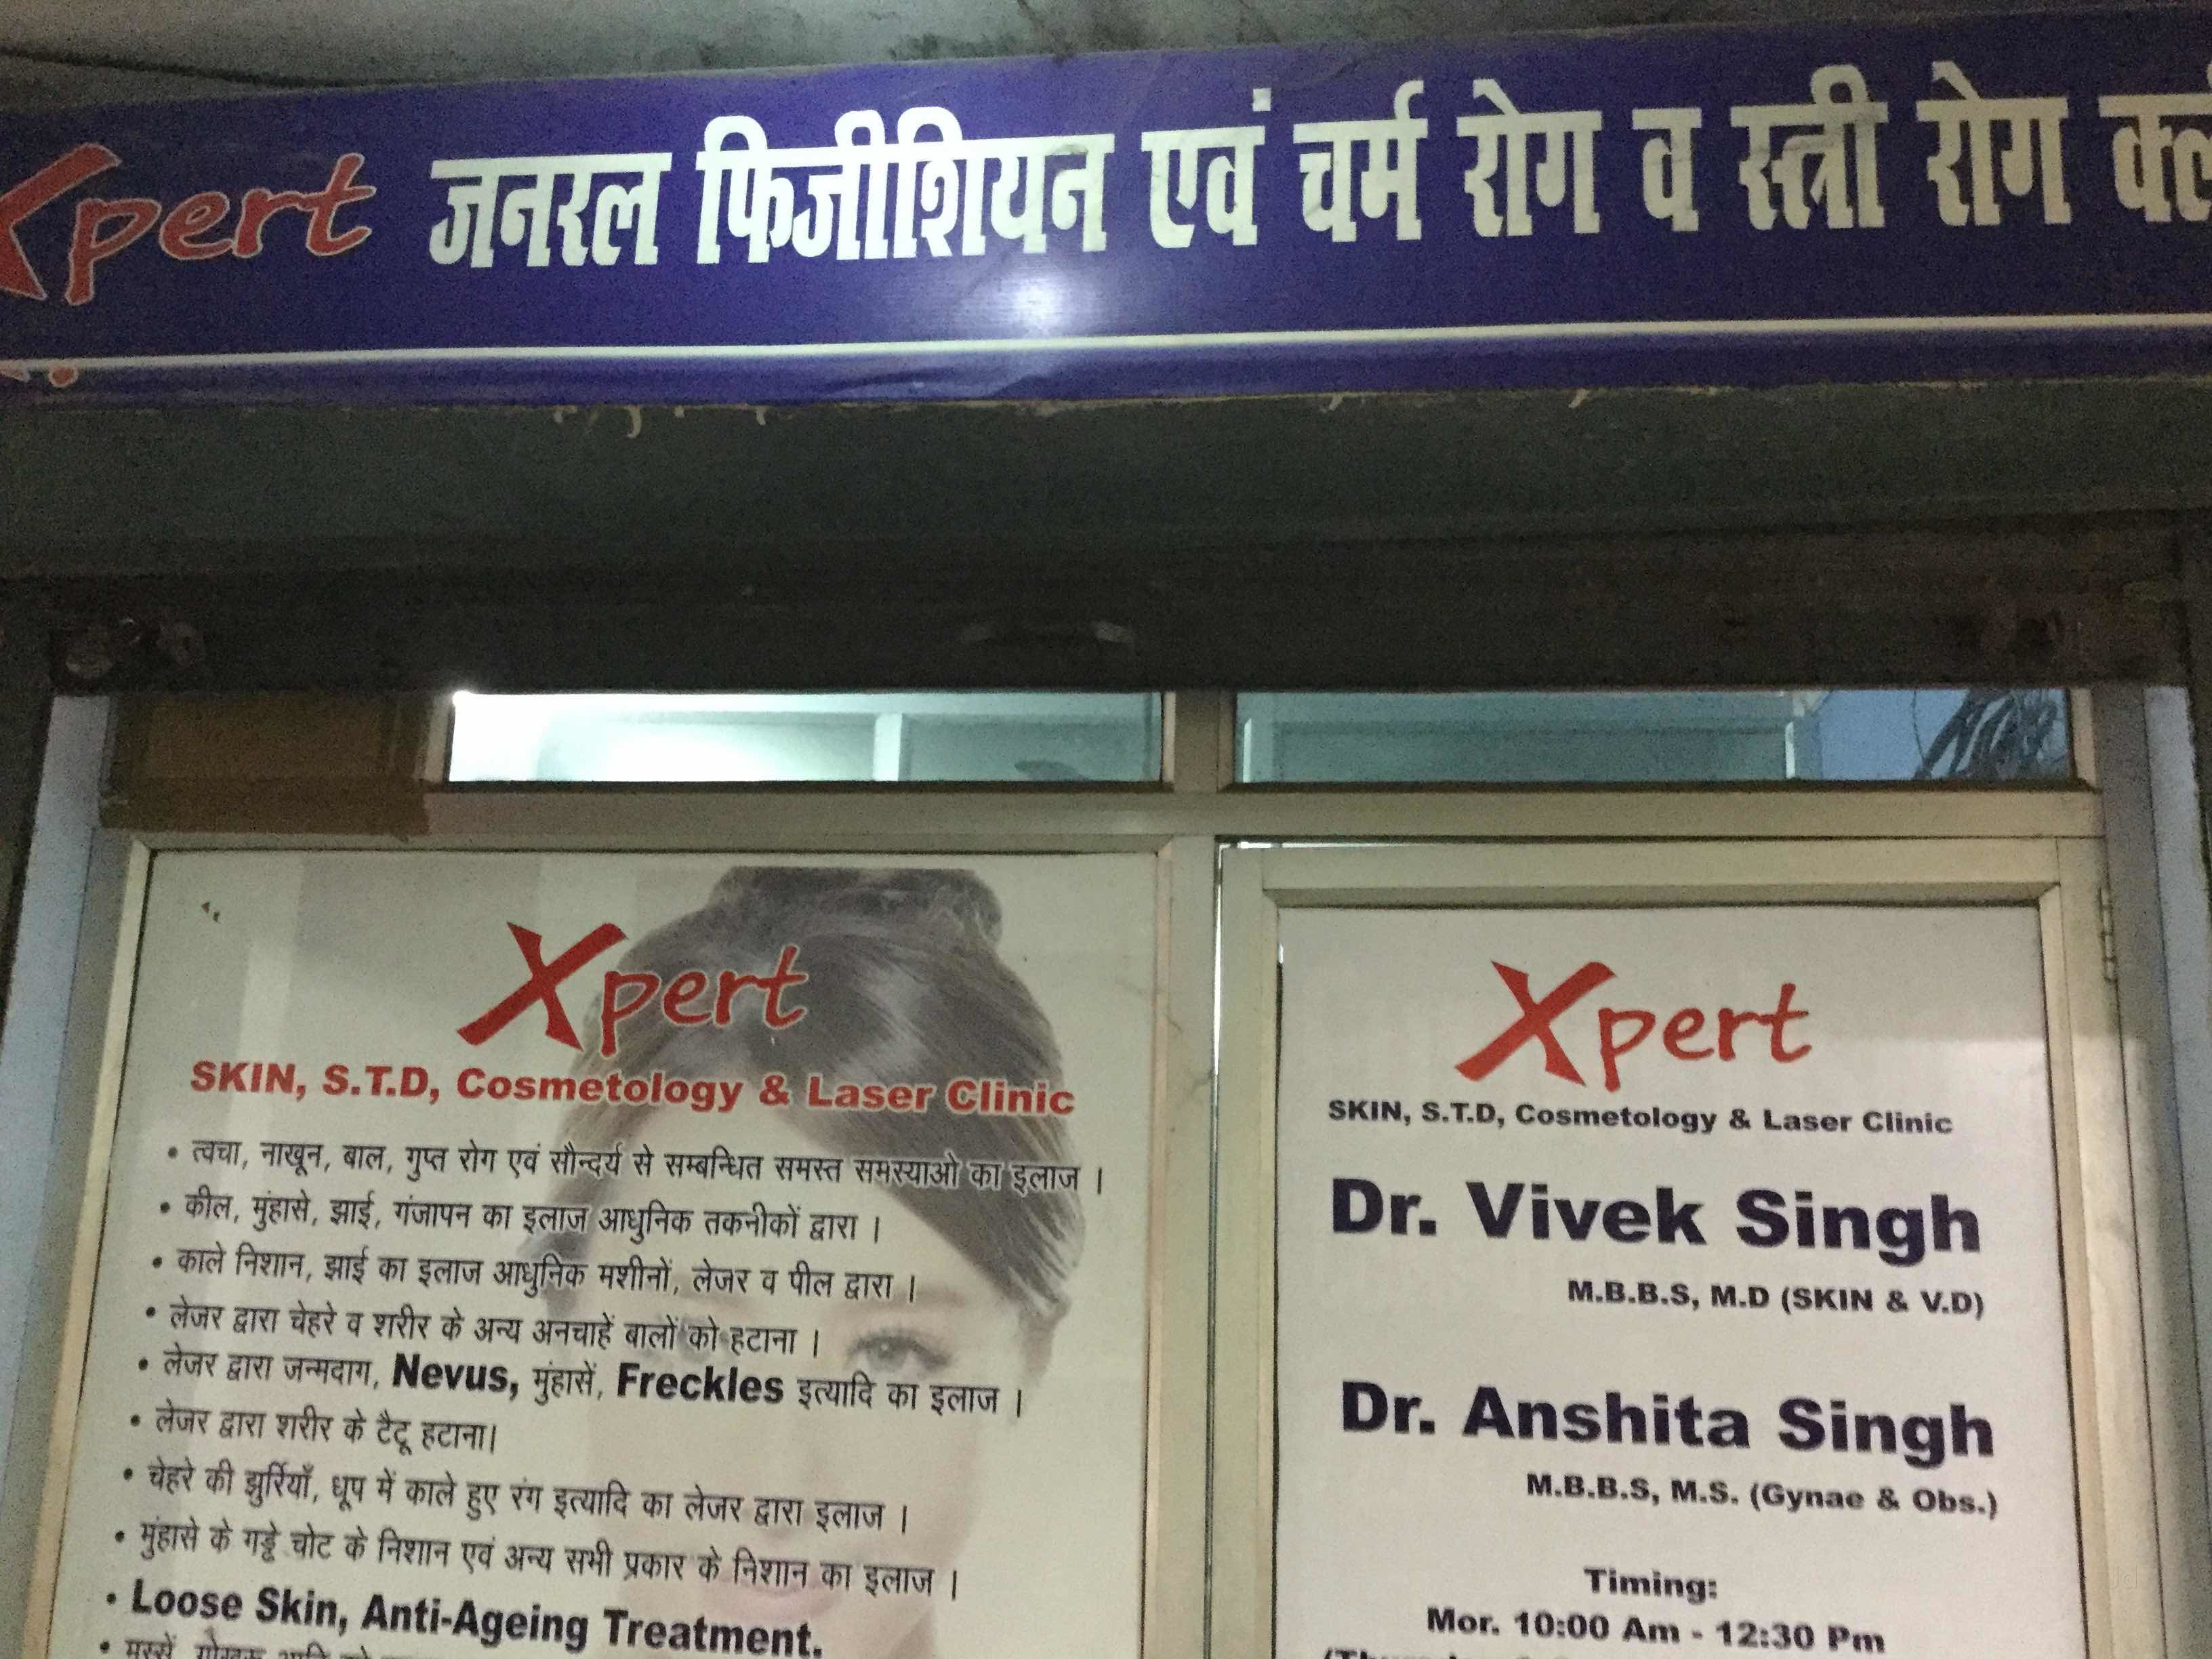 Xpert जनरल फिजीशियन एवं चर्म रोग व स्त्री रोग
Xpert
SKIN, S.T.D, Cosmetology & Laser Clinic
• त्वचा, नाखून, बाल, गुप्त रोग एवं सौन्दर्य से सम्बन्धित समस्त समस्याओ का इलाज ।
• कील, मुंहासे, झाई, गंजापन का इलाज आधुनिक तकनीकों द्वारा ।
• काले निशान, झाई का इलाज आधुनिक मशीनों, लेजर व पील द्वारा ।
• लेजर द्वारा चेहरे व शरीर के अन्य अनचाहें बालों को हटाना ।
• लेजर द्वारा जन्मदाग, Nevus, मुंहासें, Freckles इत्यादि का इलाज ।
• लेजर द्वारा शरीर के टैटू हटाना।
• चेहरे की झुर्रियाँ, धूप में काले हुए रंग इत्यादि का लेजर द्वारा इलाज ।
• मुंहासे के गड्ढे चोट के निशान एवं अन्य सभी प्रकार के निशान का इलाज ।
• Loose Skin, Anti-Ageing Treatment.
Xpert
SKIN, S.T.D, Cosmetology & Laser Clinic
Dr. Vivek Singh
M.B.B.S, M.D (SKIN & V.D)
Dr. Anshita Singh
M.B.B.S, M.S. (Gynae & Obs.)
Timing:
Mor. 10:00 Am - 12:30 Pm